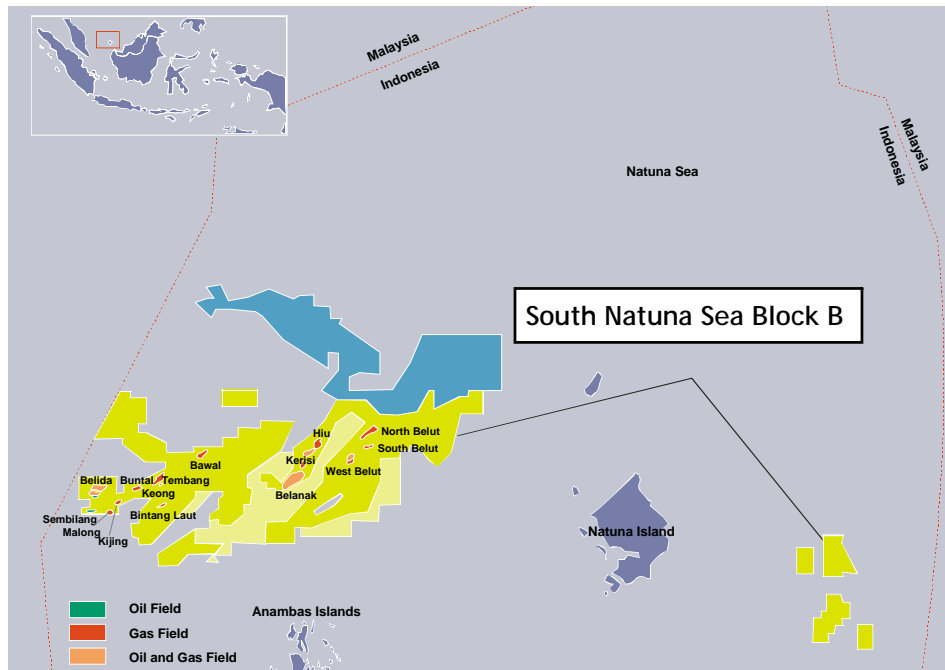 Malaysia
Indonesia
Malaysia
Indonesia
Natuna Sea
South Natuna Sea Block B
Hiu
North Belut
South Belut
Kerisi
West Belut
Bawal
Belida
Buntal
Tembang
Keong
Belanak
Bintang Laut
Sembilang
Malong
Kijing
Natuna Island
Anambas Islands
Oil Field
Gas Field
Oil and Gas Field